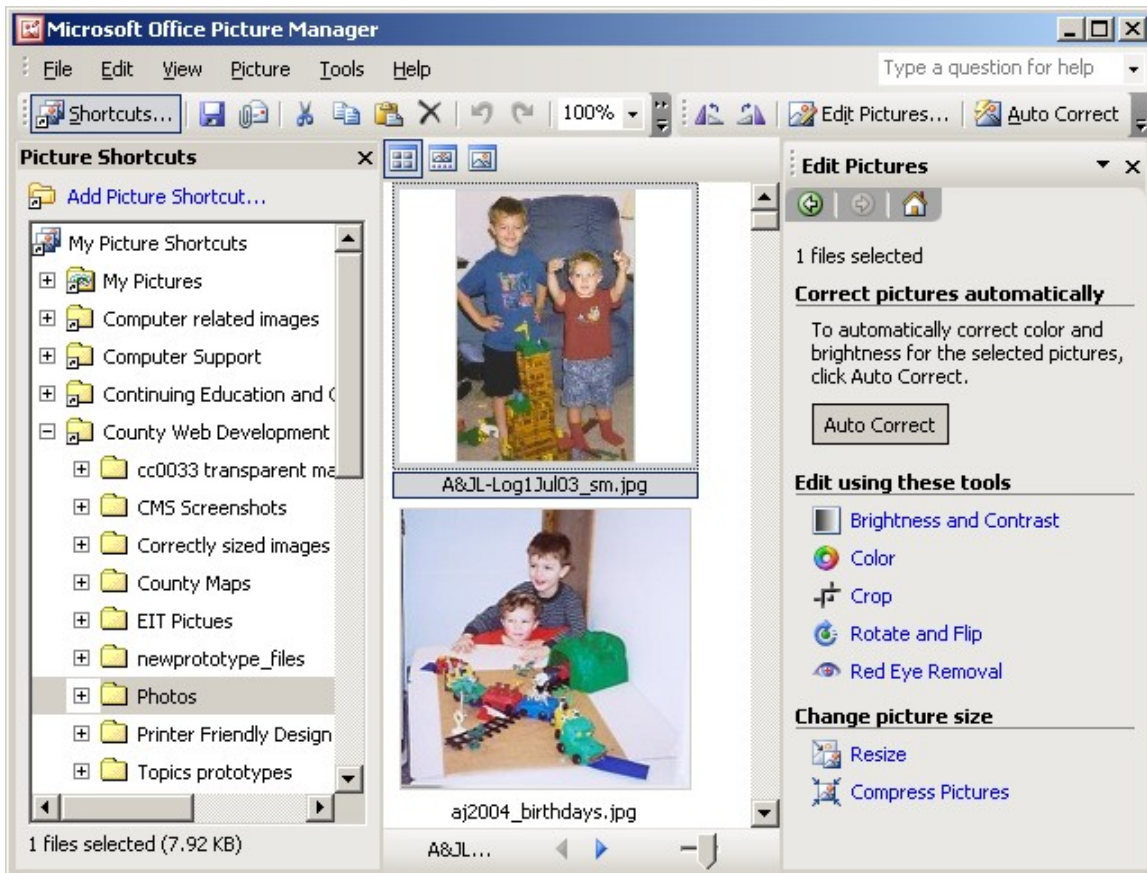 Microsoft Office Picture Manager
File Edit View Picture Tools Help
Type a question for help
Shortcuts... 100% Edit Pictures... Auto Correct
Picture Shortcuts
Add Picture Shortcut...
My Picture Shortcuts
My Pictures
Computer related images
Computer Support
Continuing Education and
County Web Development
cc0033 transparent ma
CMS Screenshots
Correctly sized images
County Maps
EIT Pictues
newprototype_files
Photos
Printer Friendly Design
Topics prototypes
1 files selected (7.92 KB)
A&JL-Log1Jul03_sm.jpg
aj2004_birthdays.jpg
A&JL...
Edit Pictures
1 files selected
Correct pictures automatically
To automatically correct color and
brightness for the selected pictures,
click Auto Correct.
Auto Correct
Edit using these tools
Brightness and Contrast
Color
Crop
Rotate and Flip
Red Eye Removal
Change picture size
Resize
Compress Pictures